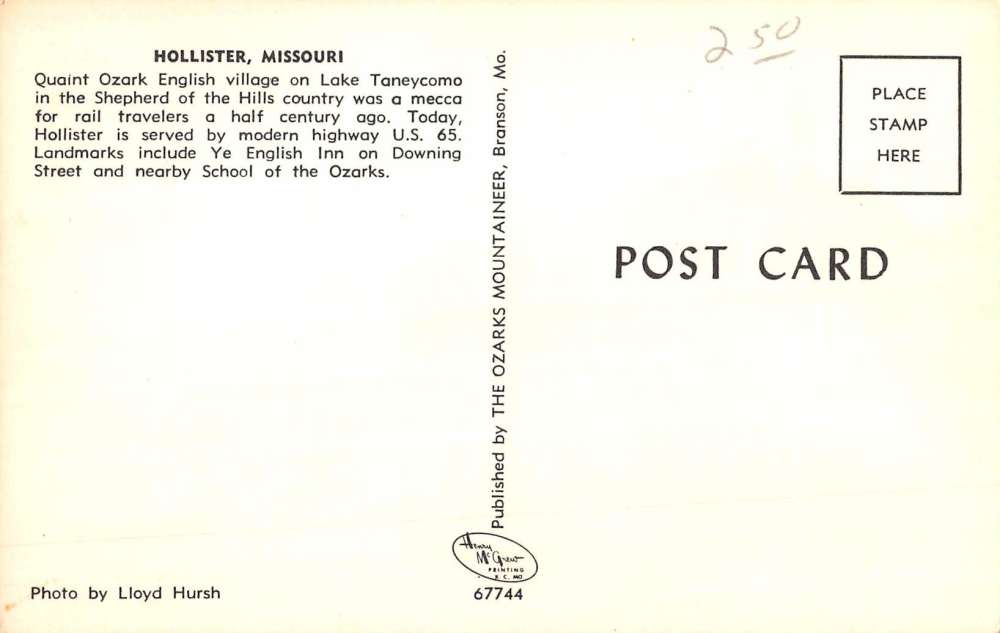 HOLLISTER, MISSOURI
Quaint Ozark English village on Lake Taneycomo
in the Shepherd of the Hills country was a mecca
for rail travelers a half century ago. Today,
Hollister is served by modern highway U.S. 65.
Landmarks include Ye English Inn on Downing
Street and nearby School of the Ozarks.
Photo by Lloyd Hursh
Published by THE OZARKS MOUNTAINEER, Branson, Mo.
Henry
McGrew
PRINTING
K. C. MO
67744
2 50
PLACE
STAMP
HERE
POST CARD